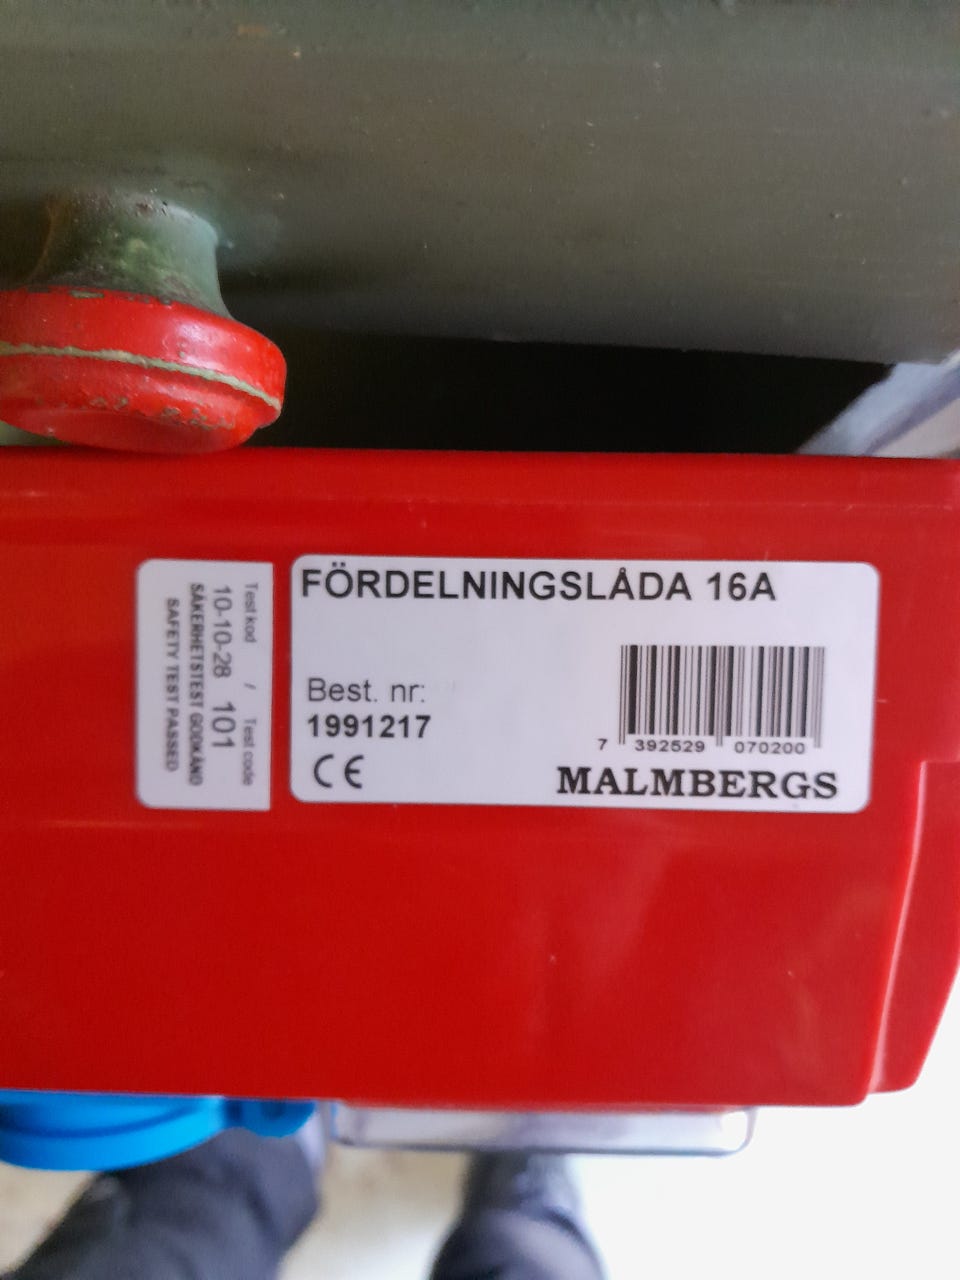 FÖRDELNINGSLÅDA 16A
Best. nr:
1991217
CE
7 392529 070200
MALMBERGS
Test kod / Test code
10-10-28 101
SÄKERHETSTEST GODKÄND
SAFETY TEST PASSED